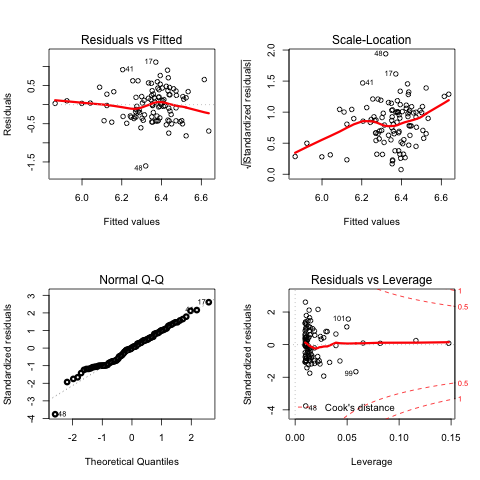 Residuals vs Fitted
Residuals
0.5
-0.5
-1.5
17
41
48
6.0 6.2 6.4 6.6
Fitted values
Scale-Location
√|Standardized residuals|
2.0
1.5
1.0
0.5
0.0
48
17
41
6.0 6.2 6.4 6.6
Fitted values
Normal Q-Q
Standardized residuals
3
2
1
0
-1
-2
-3
-4
17
41
48
-2 -1 0 1 2
Theoretical Quantiles
Residuals vs Leverage
Standardized residuals
2
0
-2
-4
1
0.5
0.5
1
101
99
48
Cook's distance
0.00 0.05 0.10 0.15
Leverage